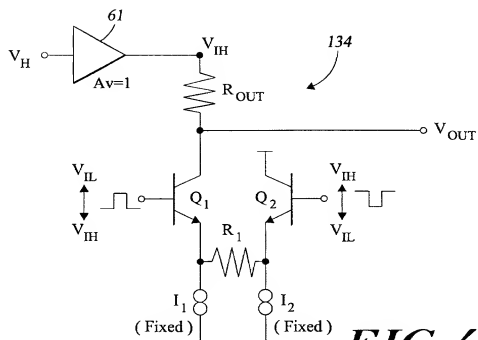 61
V_H
V_IH
Av=1
134
R_OUT
V_OUT
V_IL
V_IH
Q_1
Q_2
V_IH
V_IL
R_1
I_1
I_2
( Fixed )
( Fixed )